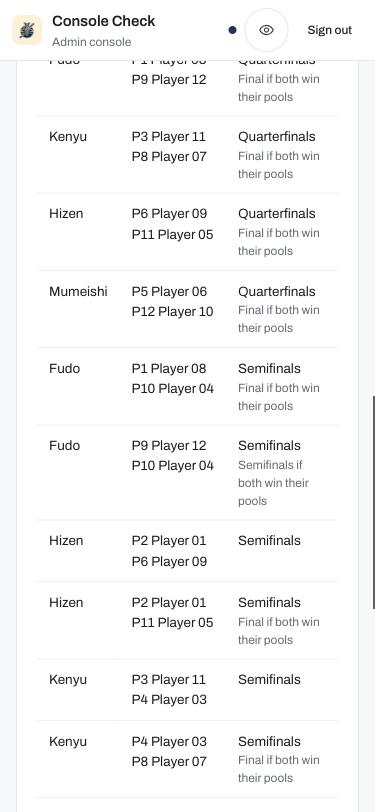 Console Check
Admin console
Sign out
Fudo
P1 Player 08
P9 Player 12
Final if both win
their pools
Kenyu
P3 Player 11
P8 Player 07
Quarterfinals
Final if both win
their pools
Hizen
P6 Player 09
P11 Player 05
Quarterfinals
Final if both win
their pools
Mumeishi
P5 Player 06
P12 Player 10
Quarterfinals
Final if both win
their pools
Fudo
P1 Player 08
P10 Player 04
Semifinals
Final if both win
their pools
Fudo
P9 Player 12
P10 Player 04
Semifinals
Semifinals if
both win their
pools
Hizen
P2 Player 01
P6 Player 09
Semifinals
Hizen
P2 Player 01
P11 Player 05
Semifinals
Final if both win
their pools
Kenyu
P3 Player 11
P4 Player 03
Semifinals
Kenyu
P4 Player 03
P8 Player 07
Semifinals
Final if both win
their pools